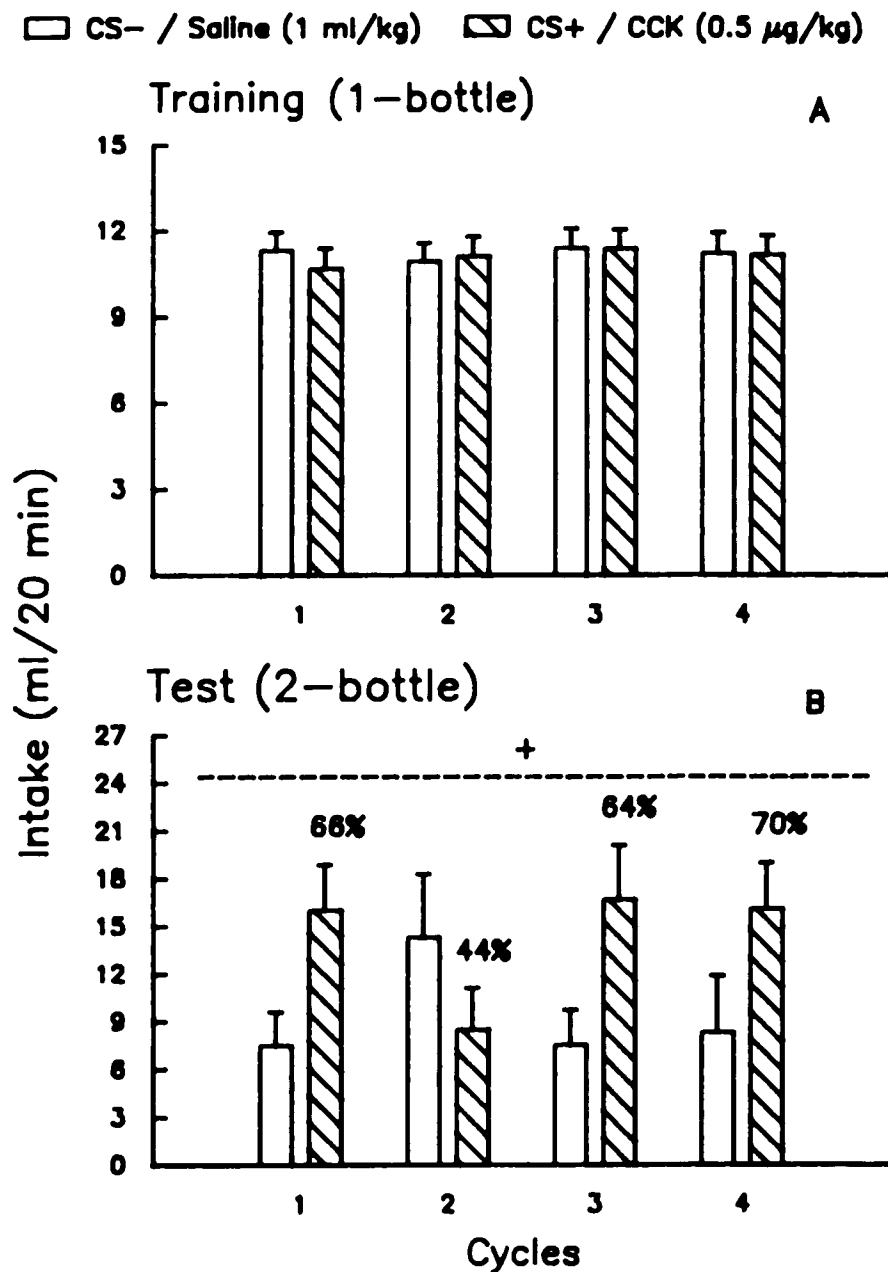 CS− / Saline (1 ml/kg) CS+ / CCK (0.5 μg/kg)
Training (1−bottle)
A
15
12
9
6
3
0
1 2 3 4
Intake (ml/20 min)
Test (2−bottle)
B
27
24
21
18
15
12
9
6
3
0
+
66%
44%
64%
70%
1 2 3 4
Cycles